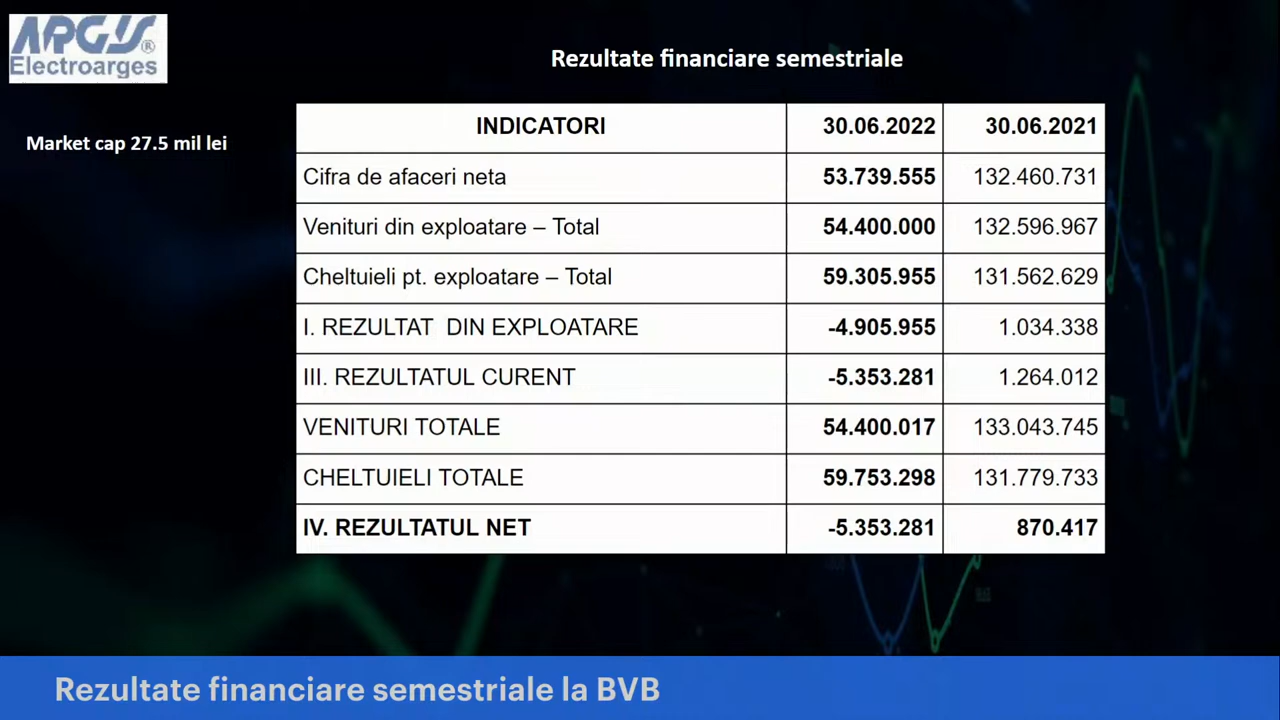 ARGIS®
Electroarges
Rezultate financiare semestriale
Market cap 27.5 mil lei
INDICATORI 30.06.2022 30.06.2021
Cifra de afaceri neta 53.739.555 132.460.731
Venituri din exploatare – Total 54.400.000 132.596.967
Cheltuieli pt. exploatare – Total 59.305.955 131.562.629
I. REZULTAT DIN EXPLOATARE -4.905.955 1.034.338
III. REZULTATUL CURENT -5.353.281 1.264.012
VENITURI TOTALE 54.400.017 133.043.745
CHELTUIELI TOTALE 59.753.298 131.779.733
IV. REZULTATUL NET -5.353.281 870.417
Rezultate financiare semestriale la BVB